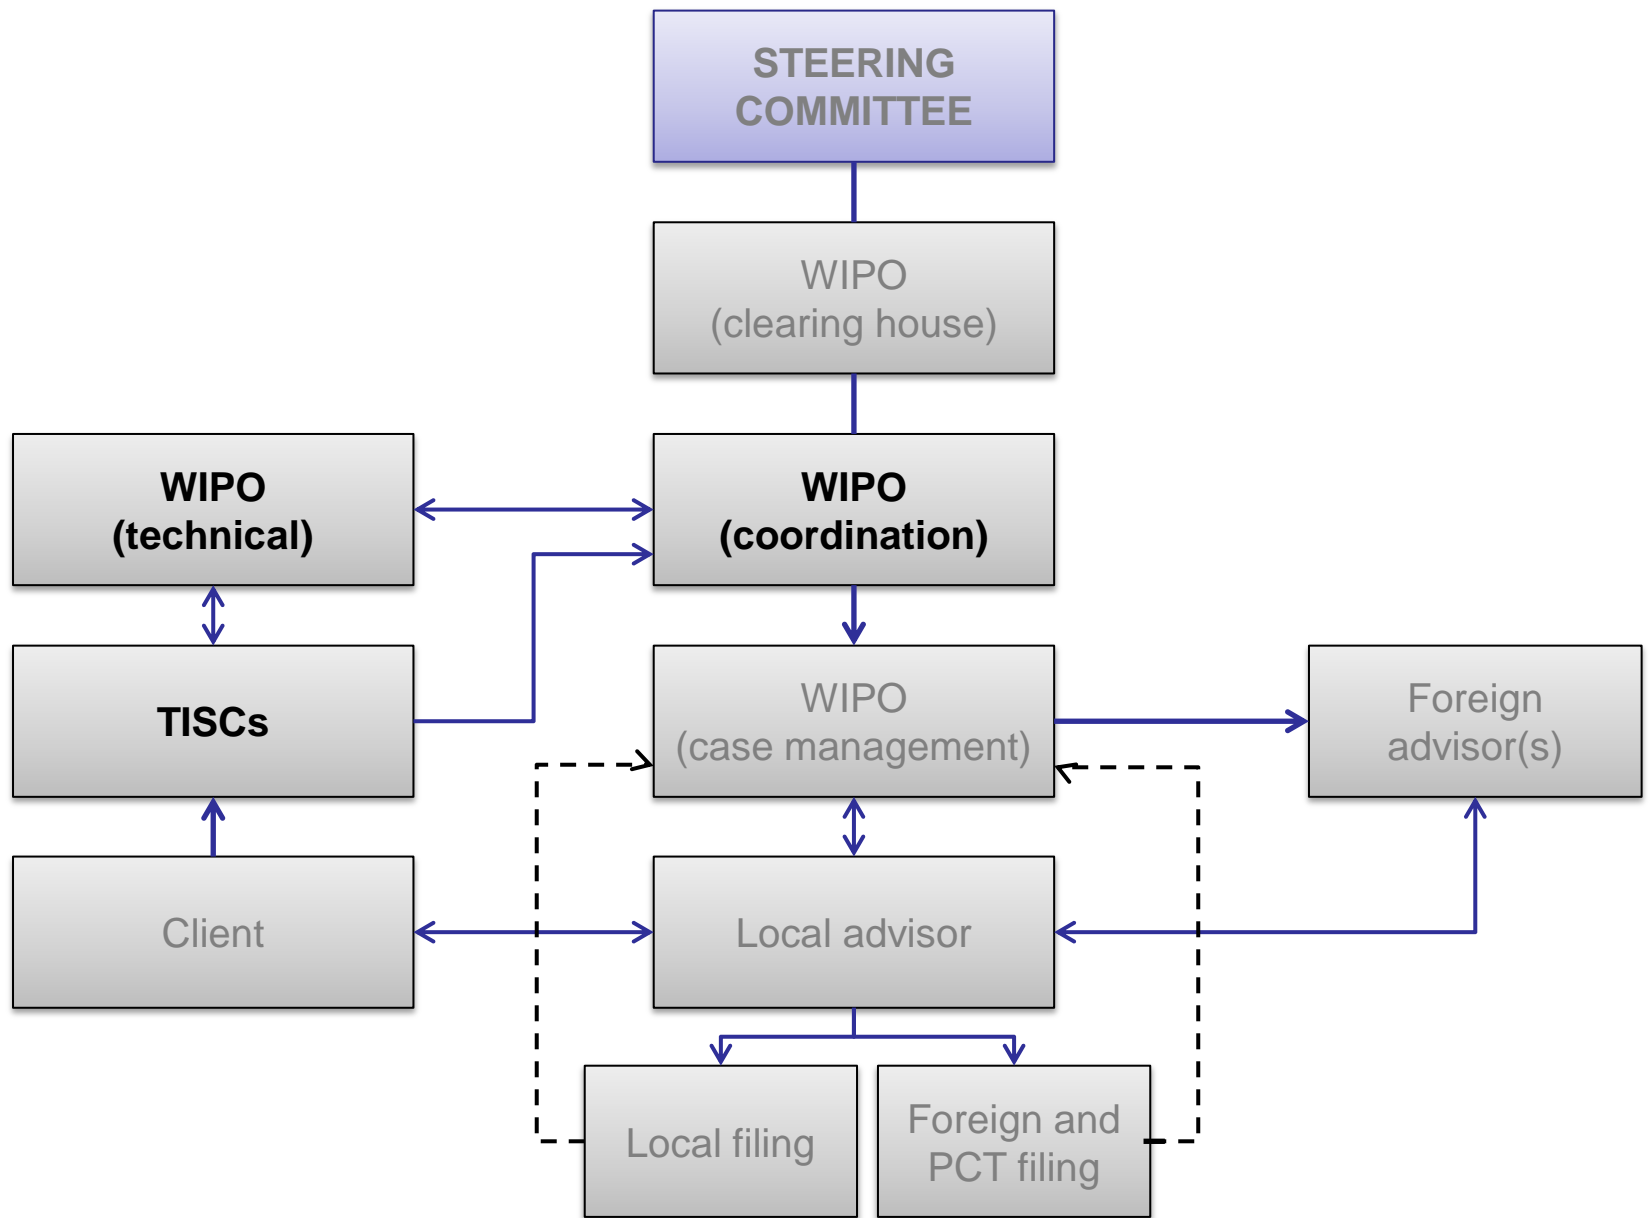 STEERING
COMMITTEE
WIPO
(clearing house)
WIPO
(technical)
WIPO
(coordination)
TISCs
WIPO
(case management)
Foreign
advisor(s)
Client
Local advisor
Local filing
Foreign and
PCT filing